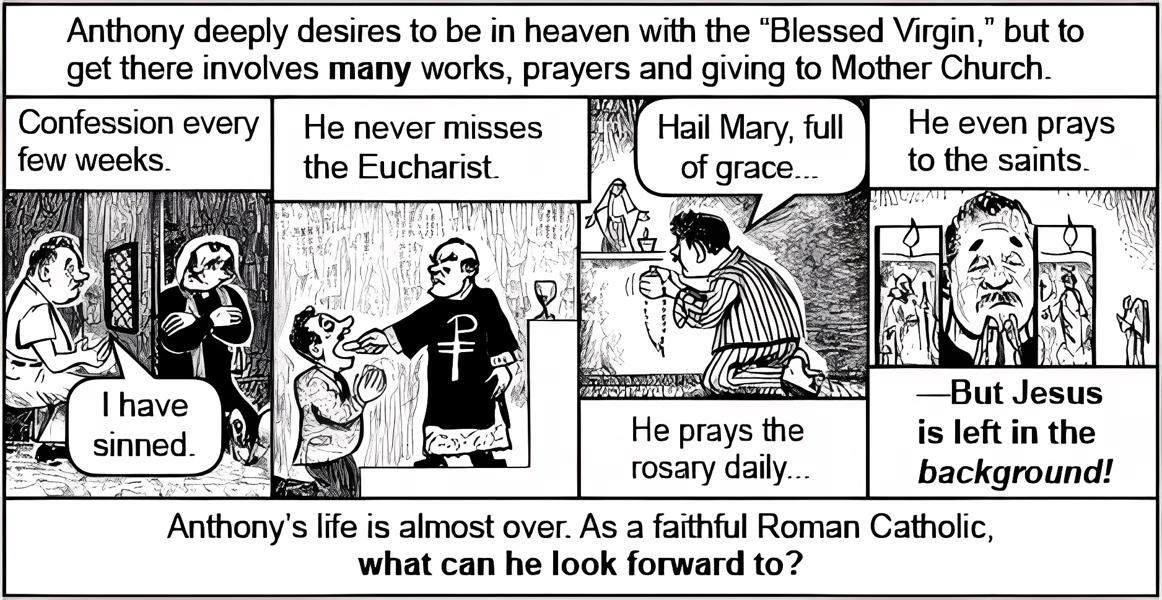 Anthony deeply desires to be in heaven with the “Blessed Virgin,” but to
get there involves many works, prayers and giving to Mother Church.
Confession every
few weeks.
I have
sinned.
He never misses
the Eucharist.
Hail Mary, full
of grace...
He prays the
rosary daily...
He even prays
to the saints.
—But Jesus
is left in the
background!
Anthony’s life is almost over. As a faithful Roman Catholic,
what can he look forward to?